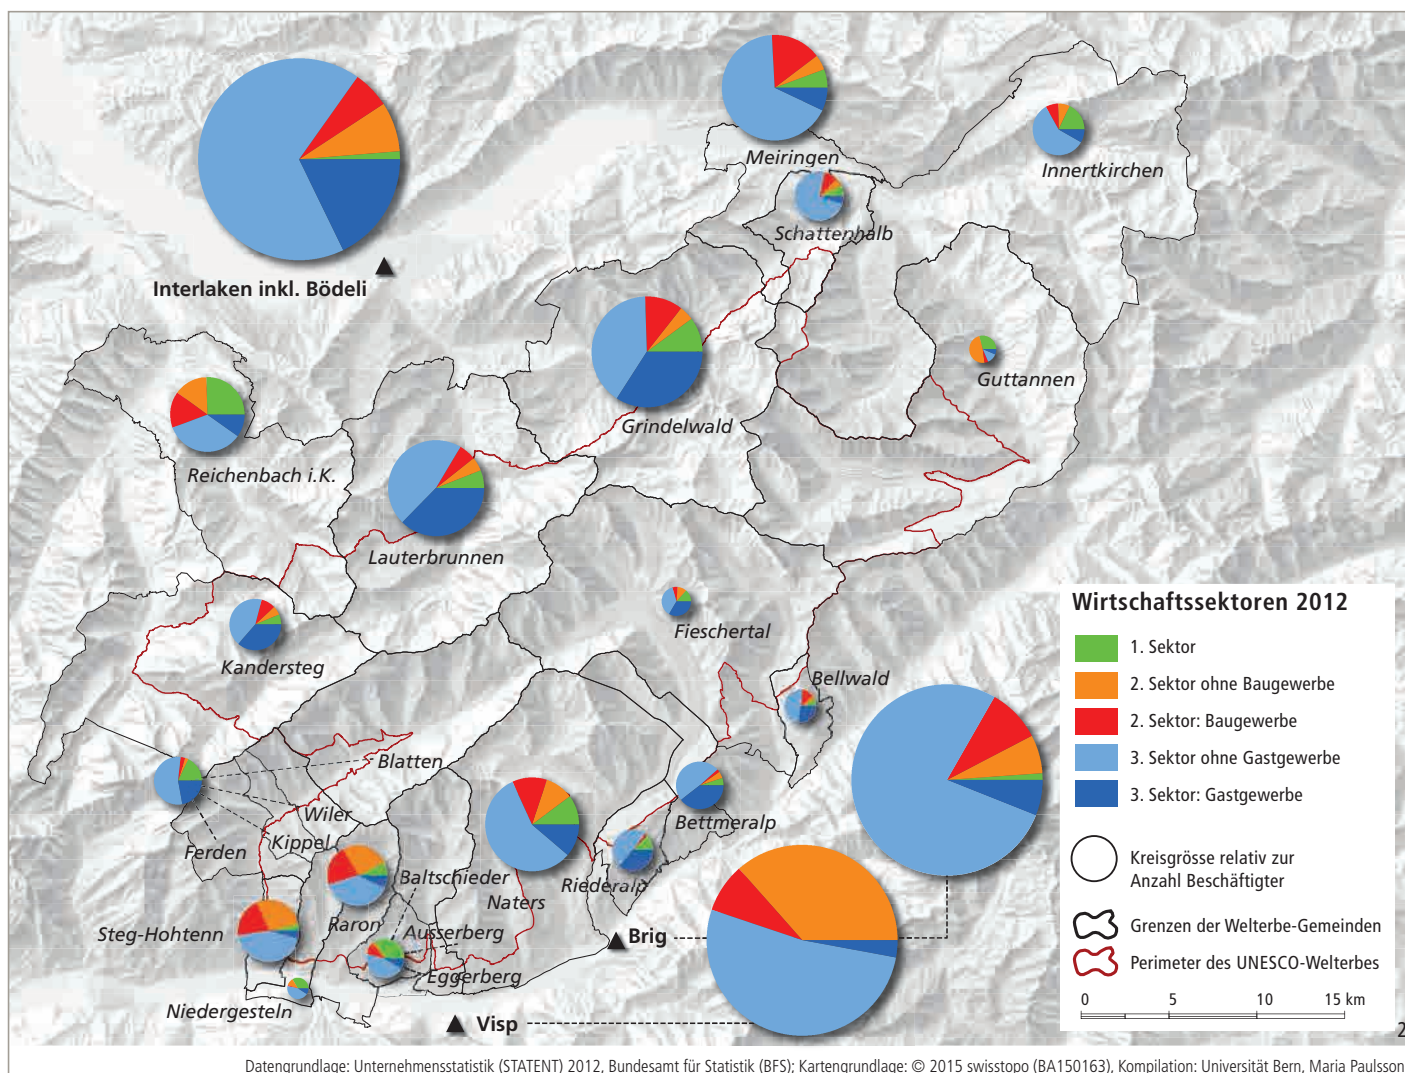 Meiringen
Innertkirchen
Schattenhalb
Interlaken inkl. Bödeli
Guttannen
Grindelwald
Reichenbach i.K.
Lauterbrunnen
Fieschertal
Kandersteg
Bellwald
Blatten
Wiler
Kippel
Ferden
Bettmeralp
Riederalp
Naters
Baltschieder
Raron
Ausserberg
Eggerberg
Steg-Hohtenn
Niedergesteln
Brig
Visp
Wirtschaftssektoren 2012
1. Sektor
2. Sektor ohne Baugewerbe
2. Sektor: Baugewerbe
3. Sektor ohne Gastgewerbe
3. Sektor: Gastgewerbe
Kreisgrösse relativ zur
Anzahl Beschäftigter
Grenzen der Welterbe-Gemeinden
Perimeter des UNESCO-Welterbes
0 5 10 15 km
2
Datengrundlage: Unternehmensstatistik (STATENT) 2012, Bundesamt für Statistik (BFS); Kartengrundlage: © 2015 swisstopo (BA150163), Kompilation: Universität Bern, Maria Paulsson